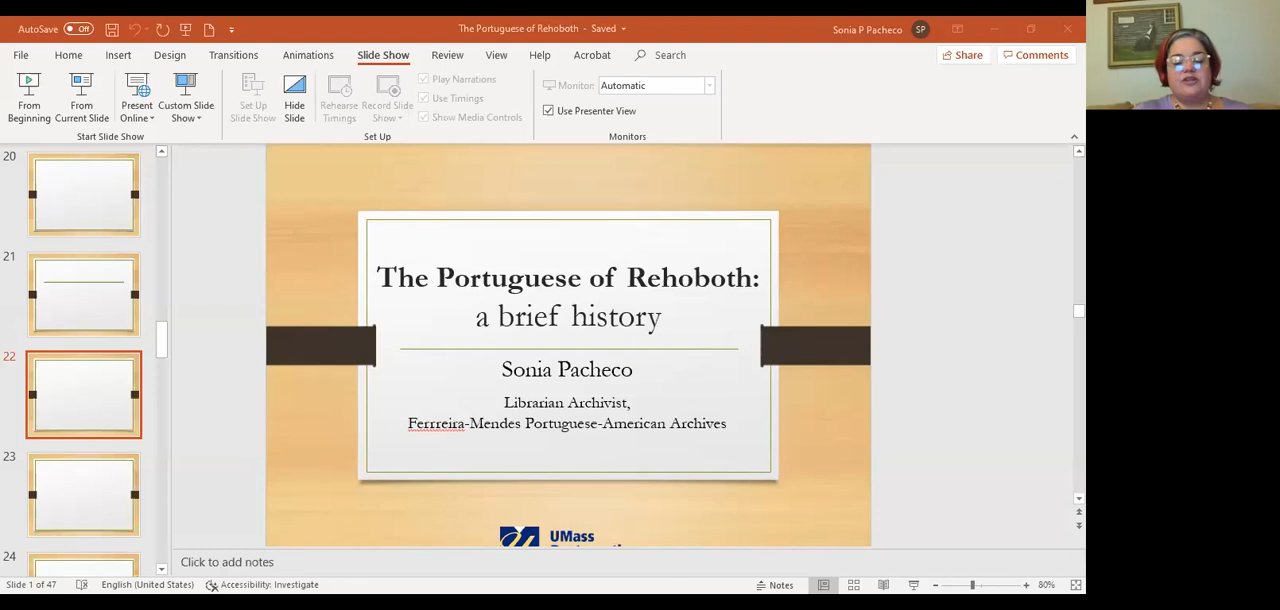 AutoSave Off The Portuguese of Rehoboth - Saved Sonia P Pacheco SP
File Home Insert Design Transitions Animations Slide Show Review View Help Acrobat Search Share Comments
From Beginning
From Current Slide
Present Online
Custom Slide Show
Set Up Slide Show
Hide Slide
Rehearse Timings
Record Slide Show
Play Narrations
Use Timings
Show Media Controls
Monitor: Automatic
Use Presenter View
Start Slide Show Set Up Monitors
20
21
22
23
24
The Portuguese of Rehoboth:
a brief history
Sonia Pacheco
Librarian Archivist,
Ferrreira-Mendes Portuguese-American Archives
UMass
Click to add notes
Slide 1 of 47 English (United States) Accessibility: Investigate Notes 80%